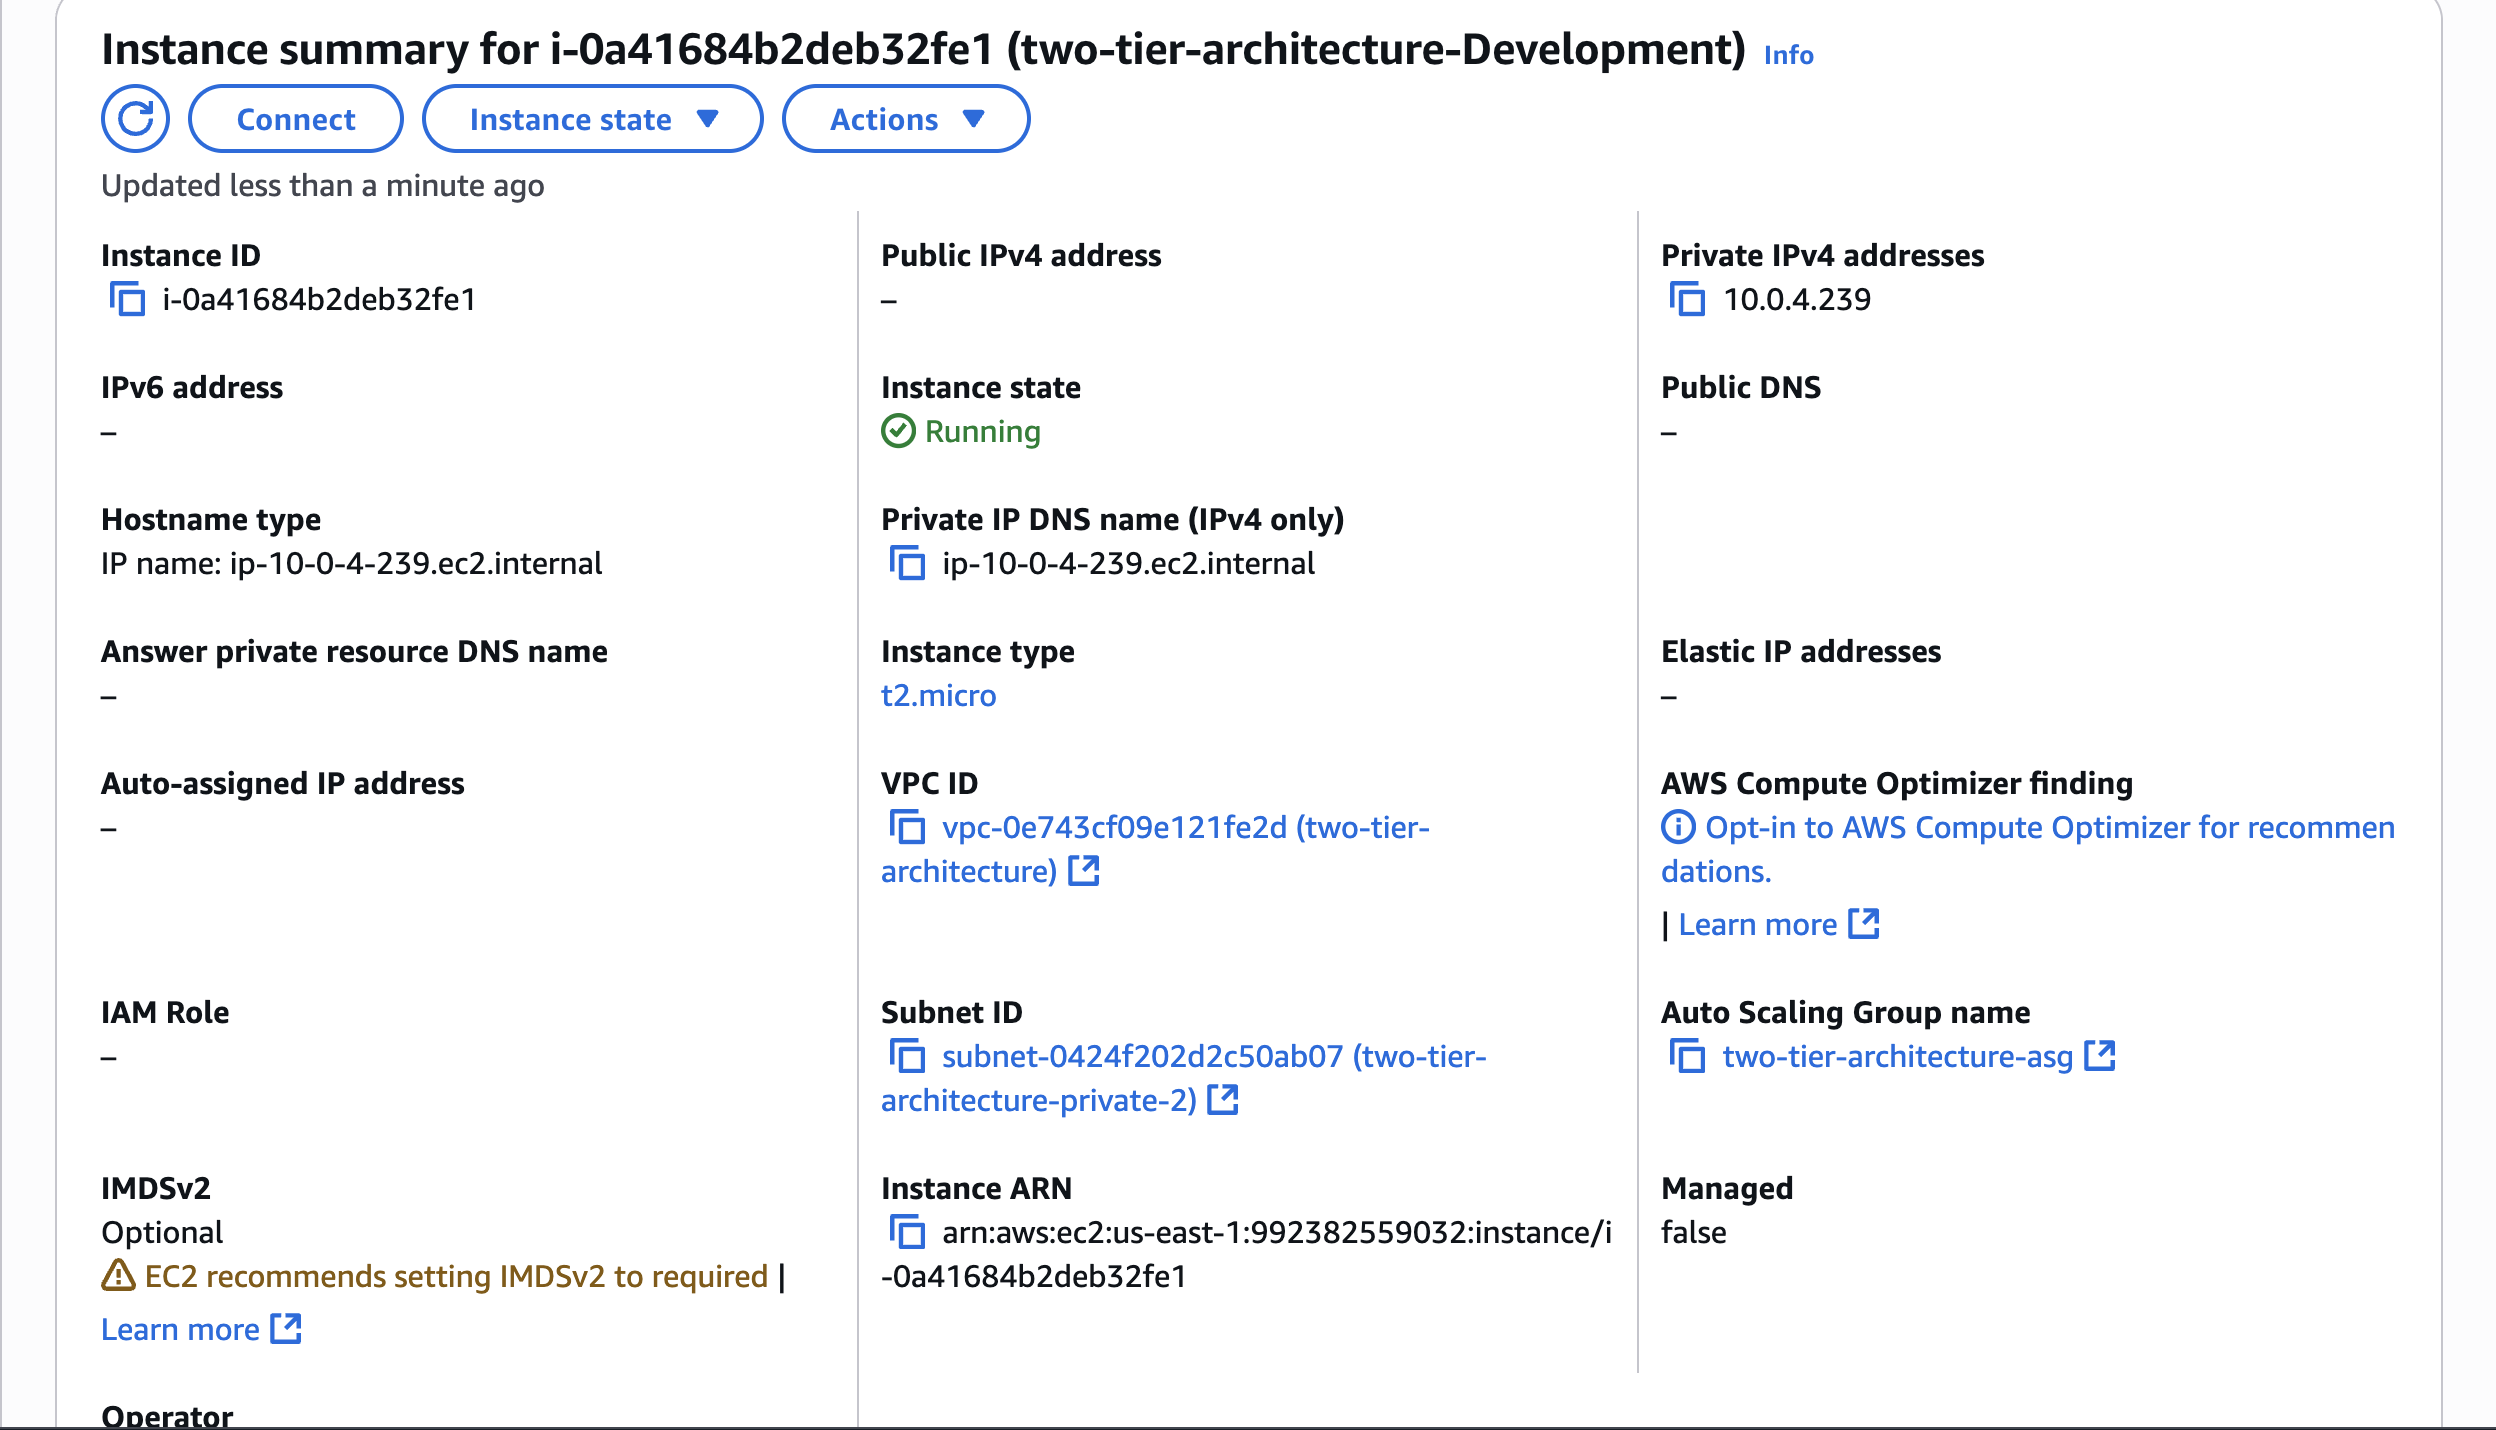 Instance summary for i-0a41684b2deb32fe1 (two-tier-architecture-Development) Info
Connect
Instance state
Actions
Updated less than a minute ago
Instance ID
i-0a41684b2deb32fe1
Public IPv4 address
–
Private IPv4 addresses
10.0.4.239
IPv6 address
–
Instance state
Running
Public DNS
–
Hostname type
IP name: ip-10-0-4-239.ec2.internal
Private IP DNS name (IPv4 only)
ip-10-0-4-239.ec2.internal
Answer private resource DNS name
–
Instance type
t2.micro
Elastic IP addresses
–
Auto-assigned IP address
–
VPC ID
vpc-0e743cf09e121fe2d (two-tier-
architecture)
AWS Compute Optimizer finding
Opt-in to AWS Compute Optimizer for recommen
dations.
| Learn more
IAM Role
–
Subnet ID
subnet-0424f202d2c50ab07 (two-tier-
architecture-private-2)
Auto Scaling Group name
two-tier-architecture-asg
IMDSv2
Optional
EC2 recommends setting IMDSv2 to required |
Learn more
Instance ARN
arn:aws:ec2:us-east-1:992382559032:instance/i
-0a41684b2deb32fe1
Managed
false
Operator